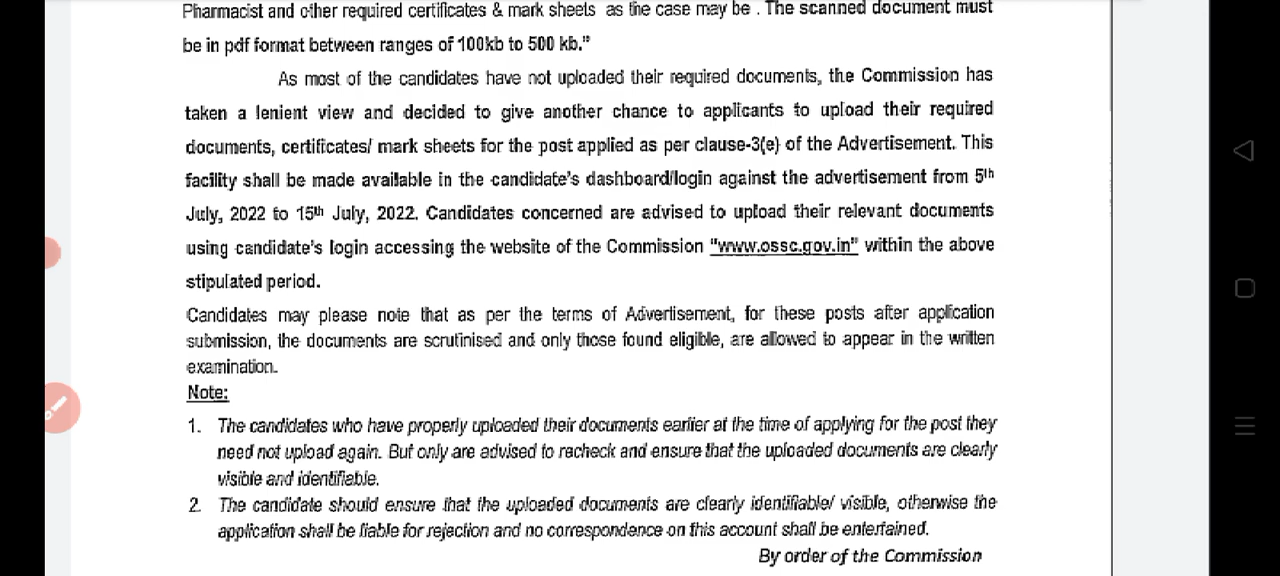 Pharmacist and other required certificates & mark sheets as the case may be . The scanned document must
be in pdf format between ranges of 100kb to 500 kb."
As most of the candidates have not uploaded their required documents, the Commission has
taken a lenient view and decided to give another chance to applicants to upload their required
documents, certificates/ mark sheets for the post applied as per clause-3(e) of the Advertisement. This
facility shall be made available in the candidate's dashboard/login against the advertisement from 5th
July, 2022 to 15th July, 2022. Candidates concerned are advised to upload their relevant documents
using candidate's login accessing the website of the Commission "www.ossc.gov.in" within the above
stipulated period.
Candidates may please note that as per the terms of Advertisement, for these posts after application
submission, the documents are scrutinised and only those found eligible, are allowed to appear in the written
examination.
Note:
1. The candidates who have properly uploaded their documents earlier at the time of applying for the post they
need not upload again. But only are advised to recheck and ensure that the uploaded documents are clearly
visible and identifiable.
2. The candidate should ensure that the uploaded documents are clearly identifiable/ visible, otherwise the
application shall be liable for rejection and no correspondence on this account shall be entertained.
By order of the Commission